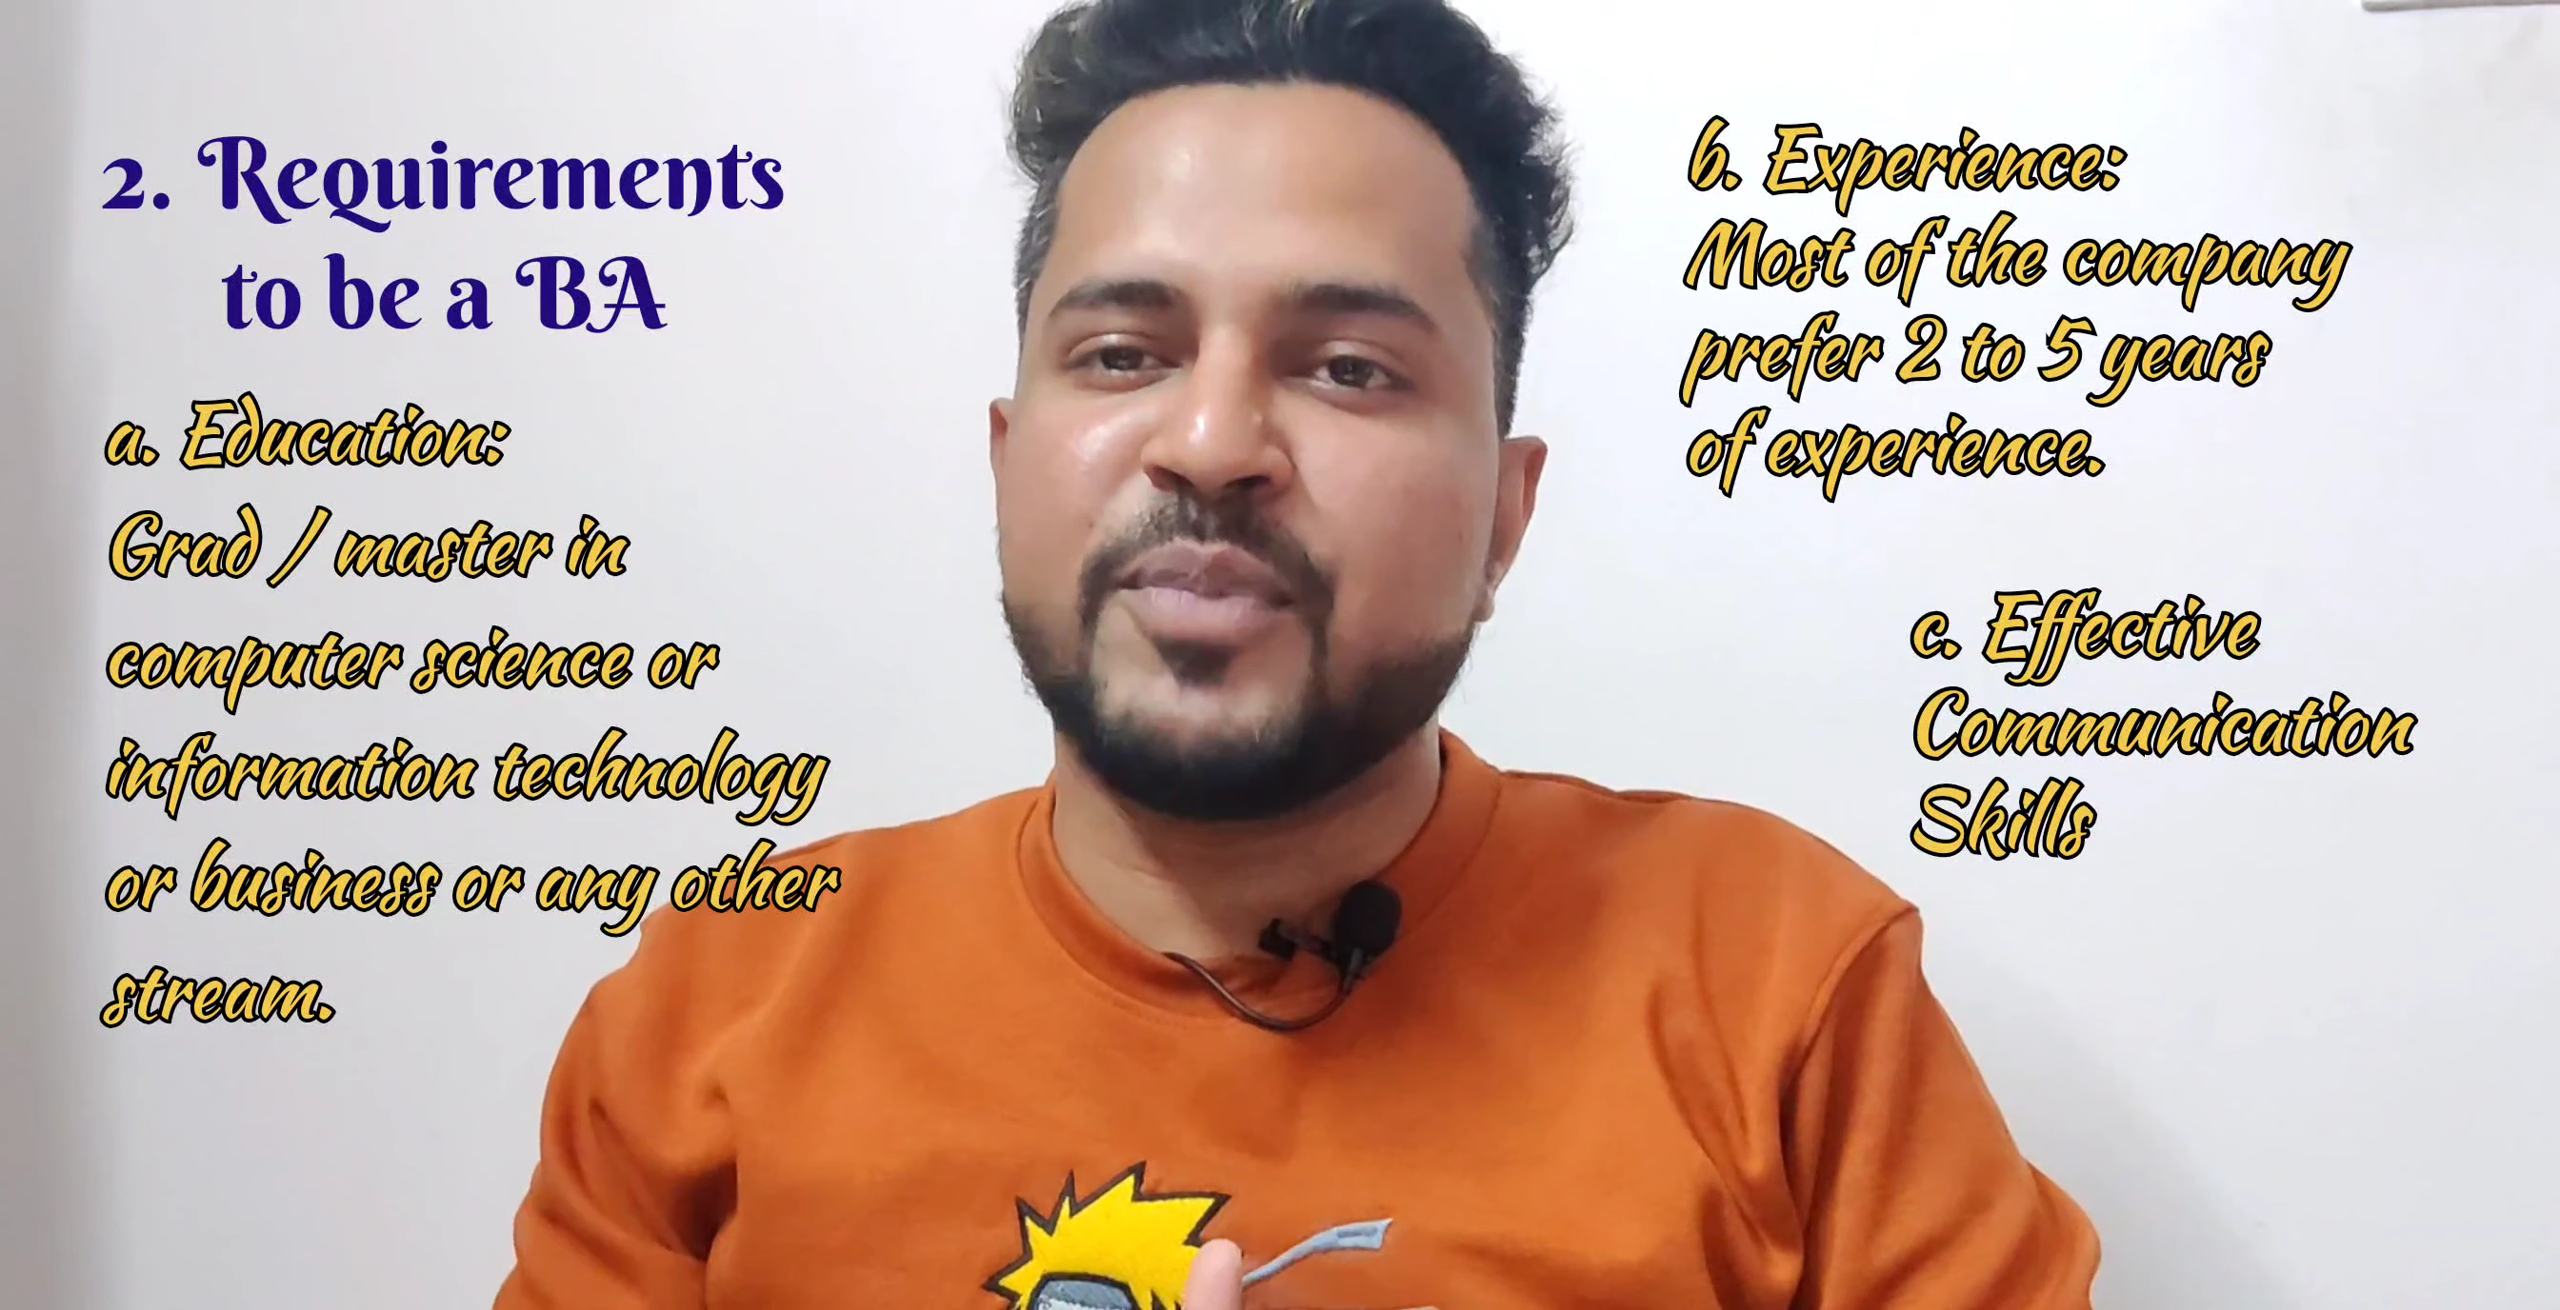 2. Requirements
to be a BA
a. Education:
Grad / master in
computer science or
information technology
or business or any other
stream.
b. Experience:
Most of the company
prefer 2 to 5 years
of experience.
c. Effective
Communication
Skills